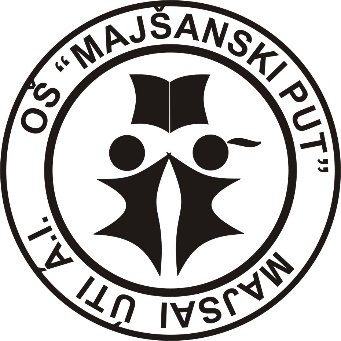 OŠ “MAJŠANSKI PUT”
MAJSAI ÚTI Á.I.